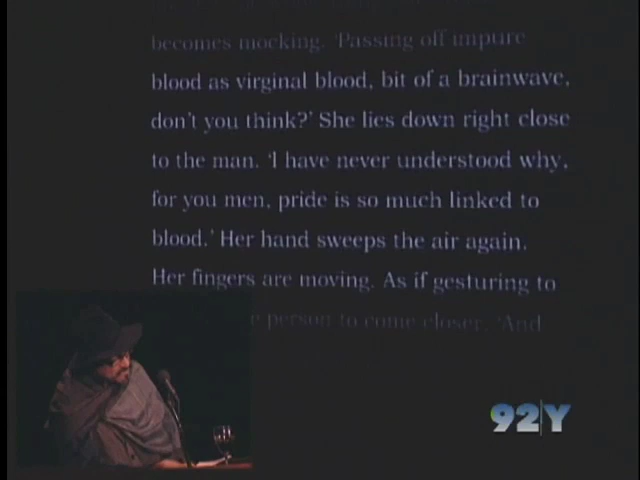 becomes mocking. 'Passing off impure
blood as virginal blood, bit of a brainwave,
don't you think?' She lies down right close
to the man. 'I have never understood why,
for you men, pride is so much linked to
blood.' Her hand sweeps the air again.
Her fingers are moving. As if gesturing to
person to come closer. 'And
92Y